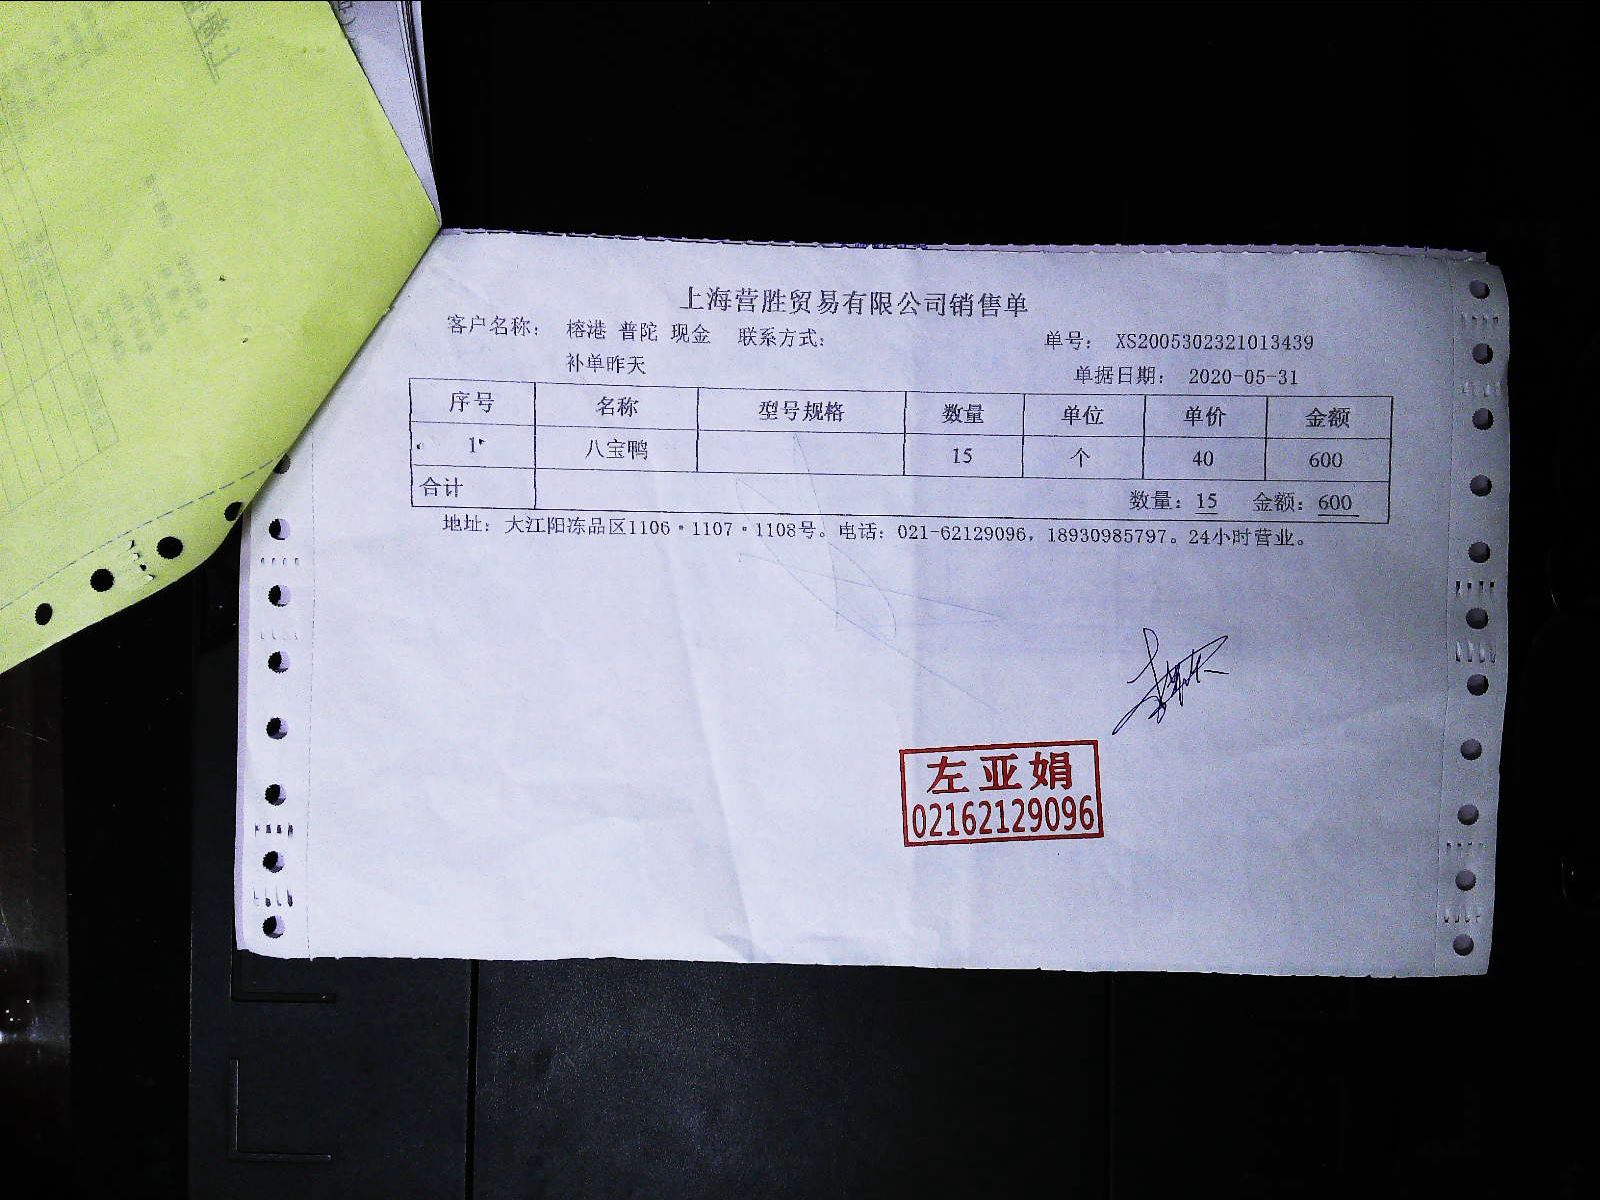 上海营胜贸易有限公司销售单
客户名称： 榕港 普陀 现金 联系方式： 单号： XS2005302321013439
补单昨天 单据日期： 2020-05-31
序号 名称 型号规格 数量 单位 单价 金额
1 八宝鸭 15 个 40 600
合计 数量：15 金额：600
地址：大江阳冻品区1106·1107·1108号。电话：021-62129096，18930985797。24小时营业。
左亚娟
02162129096